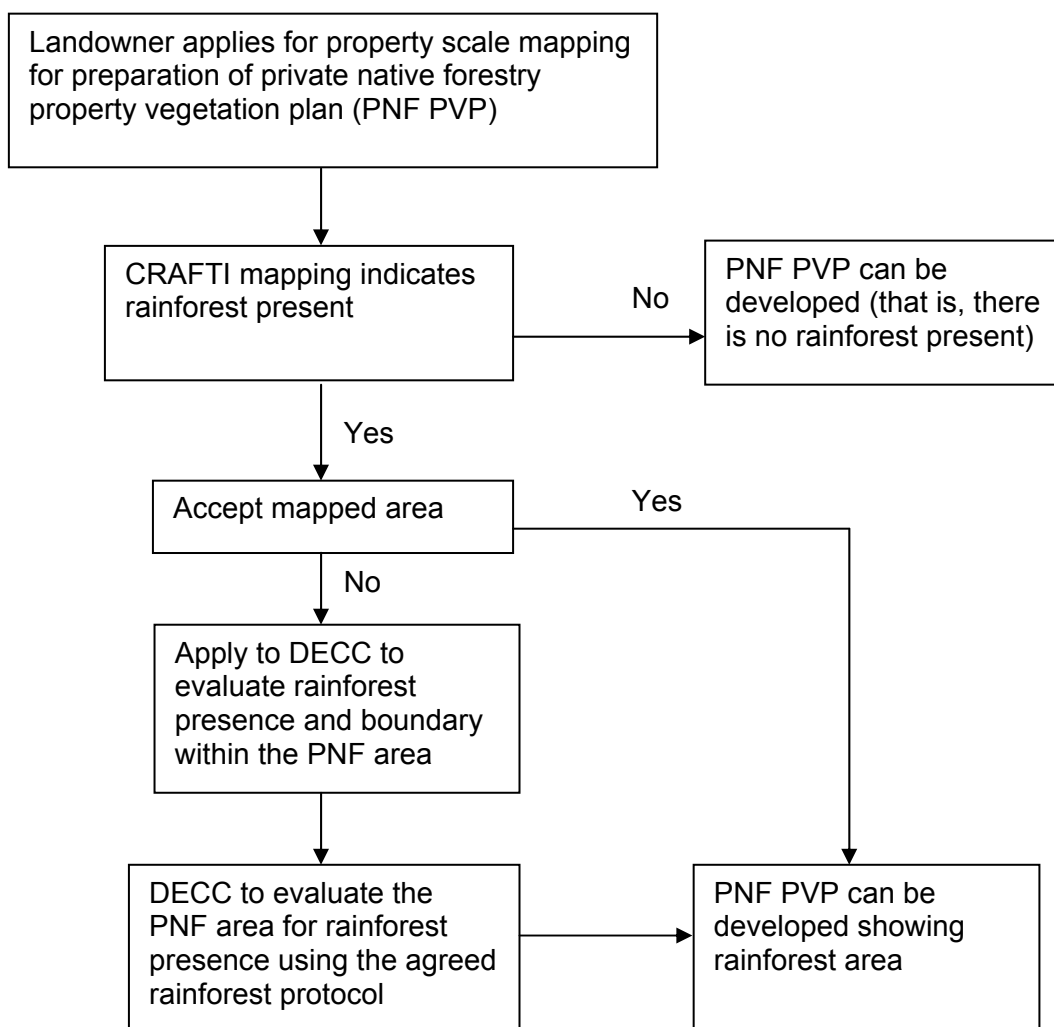 Landowner applies for property scale mapping
for preparation of private native forestry
property vegetation plan (PNF PVP)
CRAFTI mapping indicates
rainforest present
No
PNF PVP can be
developed (that is, there
is no rainforest present)
Yes
Accept mapped area
Yes
No
Apply to DECC to
evaluate rainforest
presence and boundary
within the PNF area
DECC to evaluate the
PNF area for rainforest
presence using the agreed
rainforest protocol
PNF PVP can be
developed showing
rainforest area